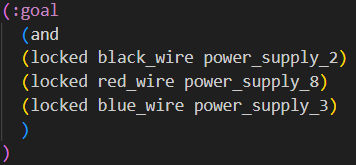 (:goal
(and
(locked black_wire power_supply_2)
(locked red_wire power_supply_8)
(locked blue_wire power_supply_3)
)
)